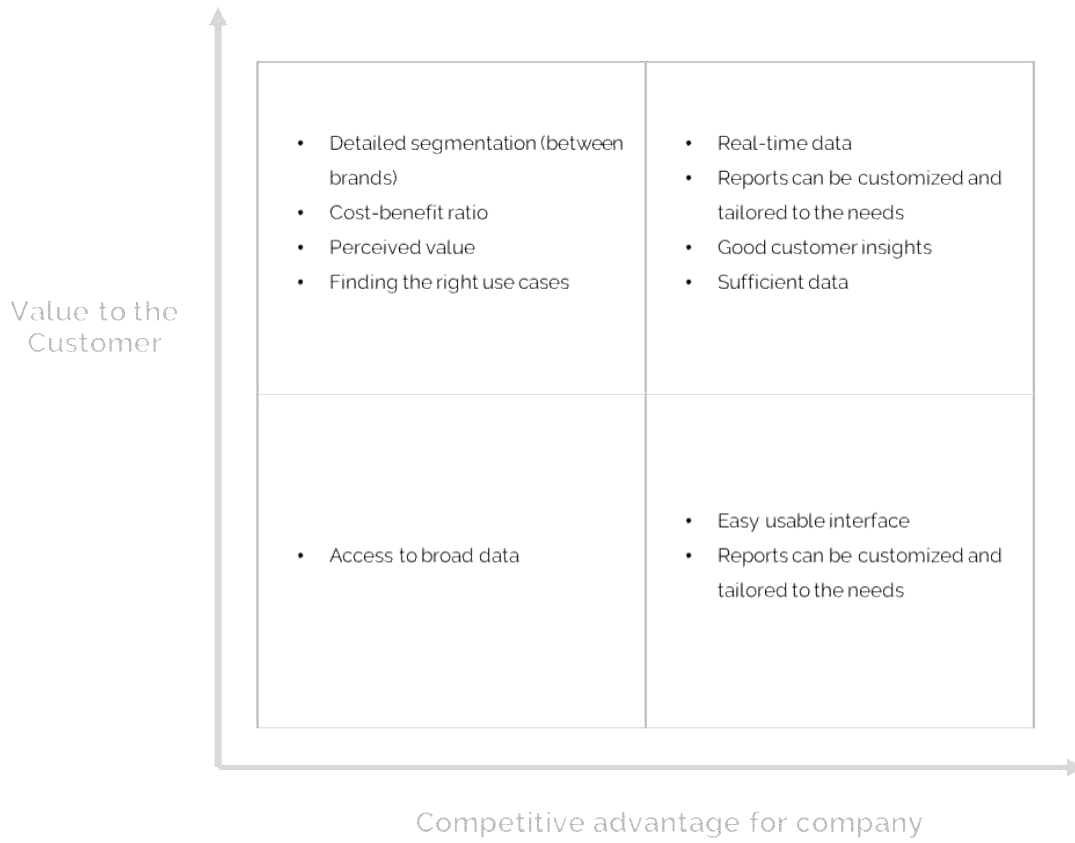 Value to the
Customer
• Detailed segmentation (between
brands)
• Cost-benefit ratio
• Perceived value
• Finding the right use cases
• Real-time data
• Reports can be customized and
tailored to the needs
• Good customer insights
• Sufficient data
• Access to broad data
• Easy usable interface
• Reports can be customized and
tailored to the needs
Competitive advantage for company